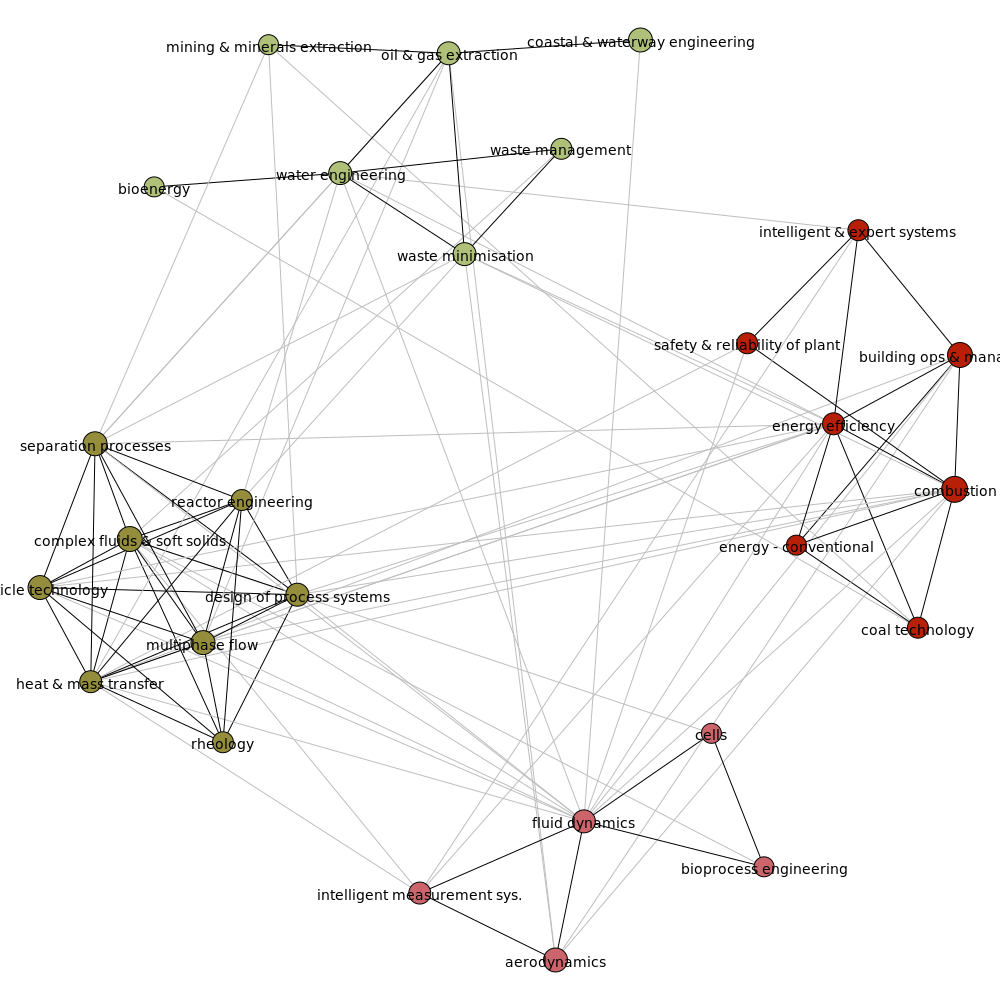 coastal & waterway engineering
mining & minerals extraction
oil & gas extraction
waste management
water engineering
bioenergy
intelligent & expert systems
waste minimisation
safety & reliability of plant
building ops & mana
energy efficiency
separation processes
combustion
reactor engineering
complex fluids & soft solids
energy - conventional
icle technology
design of process systems
coal technology
multiphase flow
heat & mass transfer
cells
rheology
fluid dynamics
bioprocess engineering
intelligent measurement sys.
aerodynamics